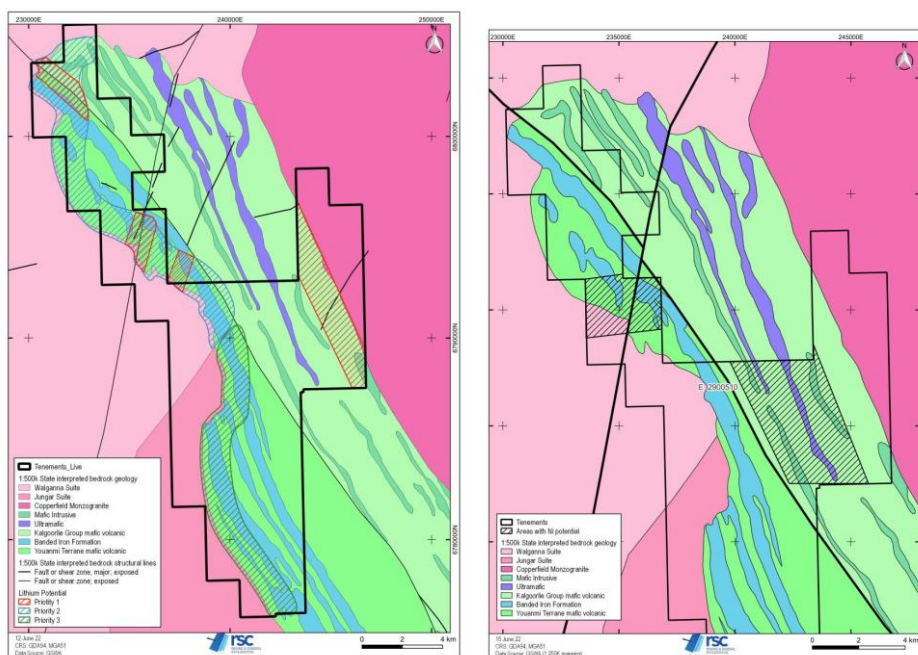 230000E
240000E
250000E
N
6800000N
6790000N
6780000N
Tenements_Live
1:500k State interpreted bedrock geology
Walganna Suite
Jungar Suite
Copperfield Monzogranite
Mafic Intrusive
Ultramafic
Kalgoorlie Group mafic volcanic
Banded Iron Formation
Youanmi Terrane mafic volcanic
1:500k State interpreted bedrock structural lines
Fault or shear zone, major; exposed
Fault or shear zone; exposed
Lithium Potential
Priotity 1
Priority 2
Priority 3
12 June 22
CRS: GDA94, MGA51
rsc
0 2 4 km
230000E
235000E
240000E
245000E
N
E_2900510
Tenements
Areas with Ni potential
1:500k State interpreted bedrock geology
Walganna Suite
Jungar Suite
Copperfield Monzogranite
Mafic Intrusive
Ultramafic
Kalgoorlie Group mafic volcanic
Banded Iron Formation
Youanmi Terrane mafic volcanic
15 June 22
CRS: GDA94, MGA51
rsc
0 2 4 km